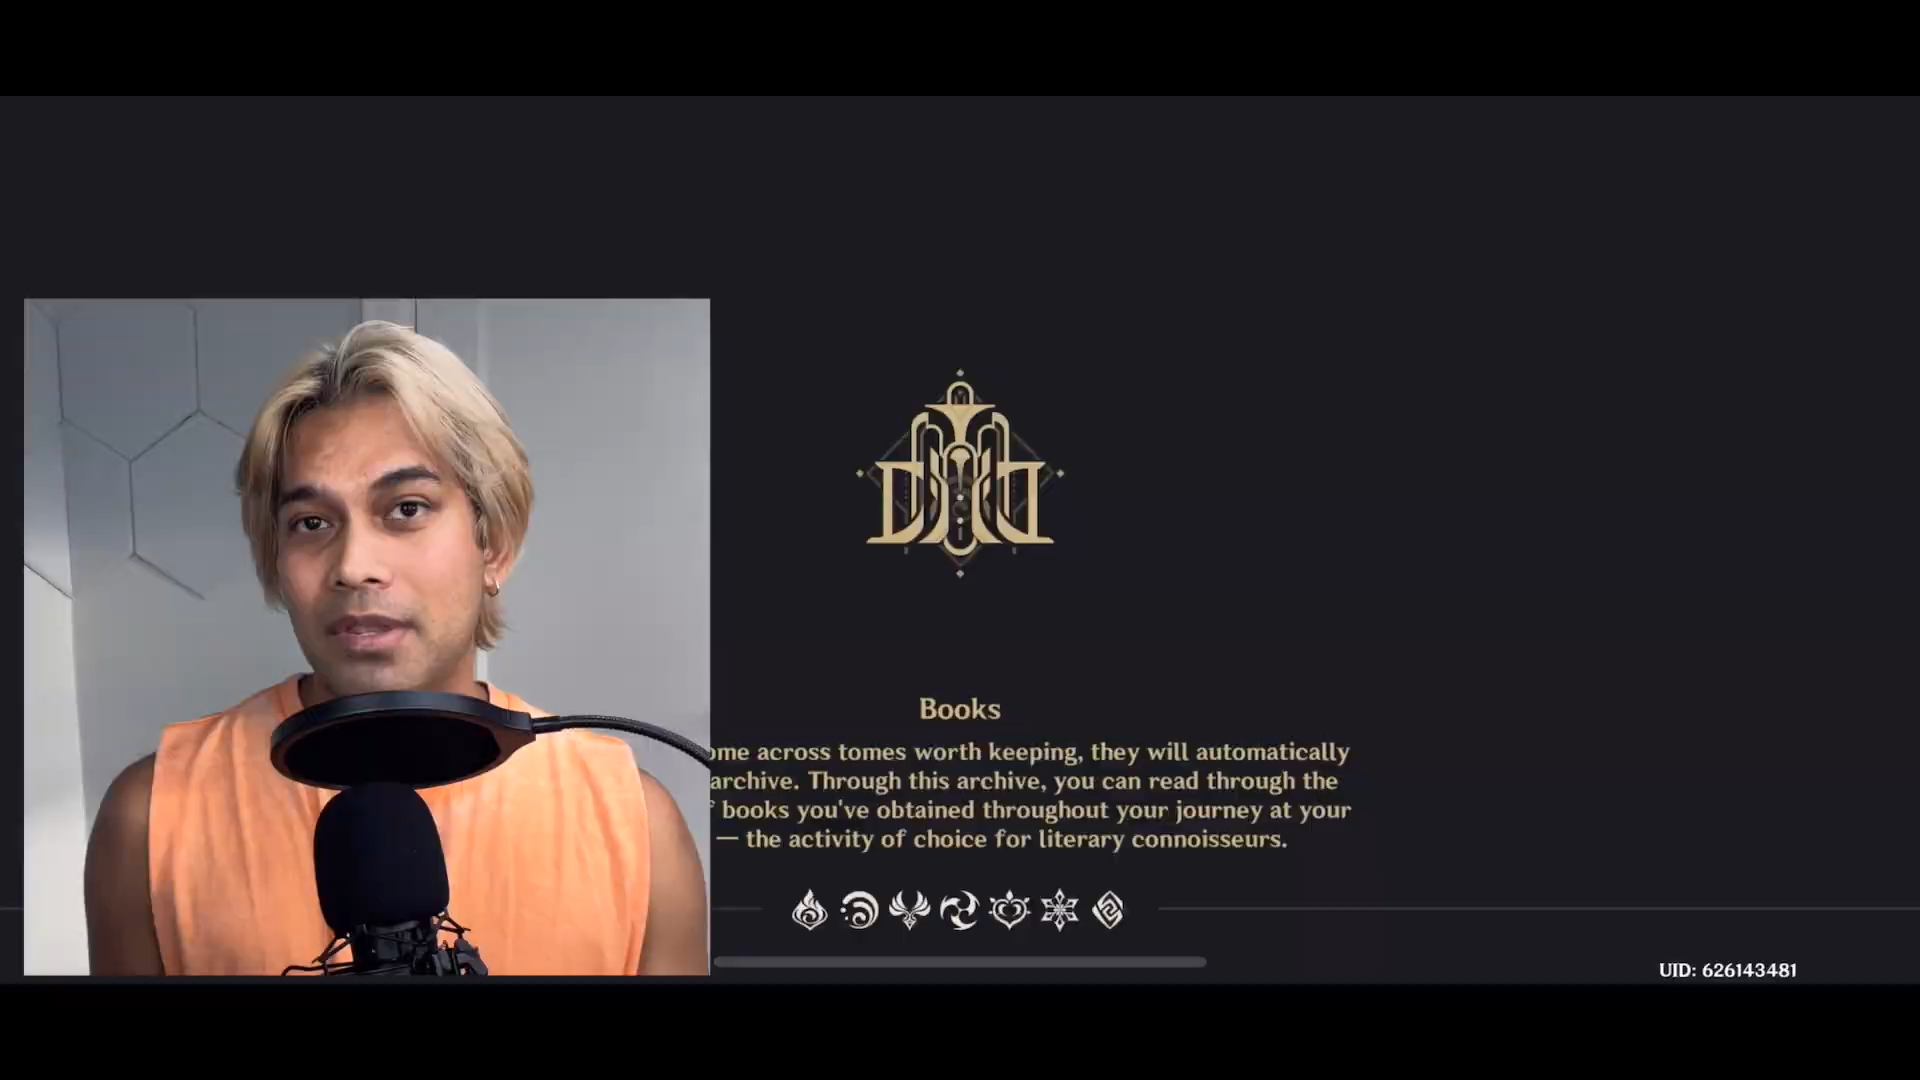 Books
ome across tomes worth keeping, they will automatically
archive. Through this archive, you can read through the
books you've obtained throughout your journey at your
— the activity of choice for literary connoisseurs.
UID: 626143481